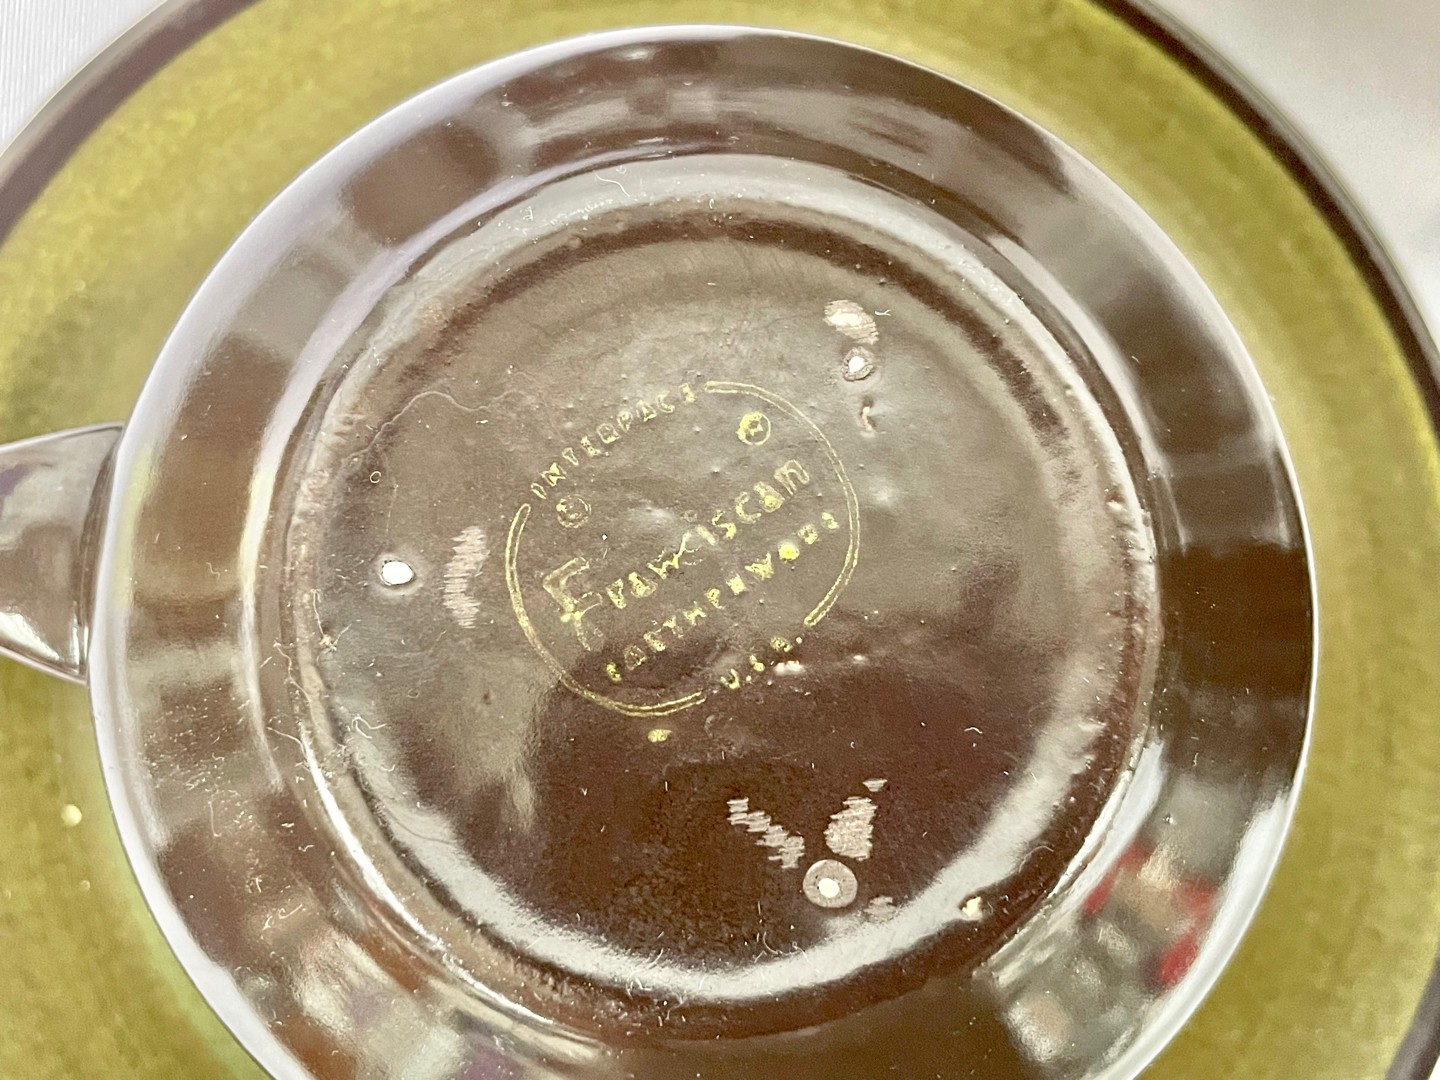 INTERPACE
© ®
Franciscan
EARTHENWARE
U.S.A.